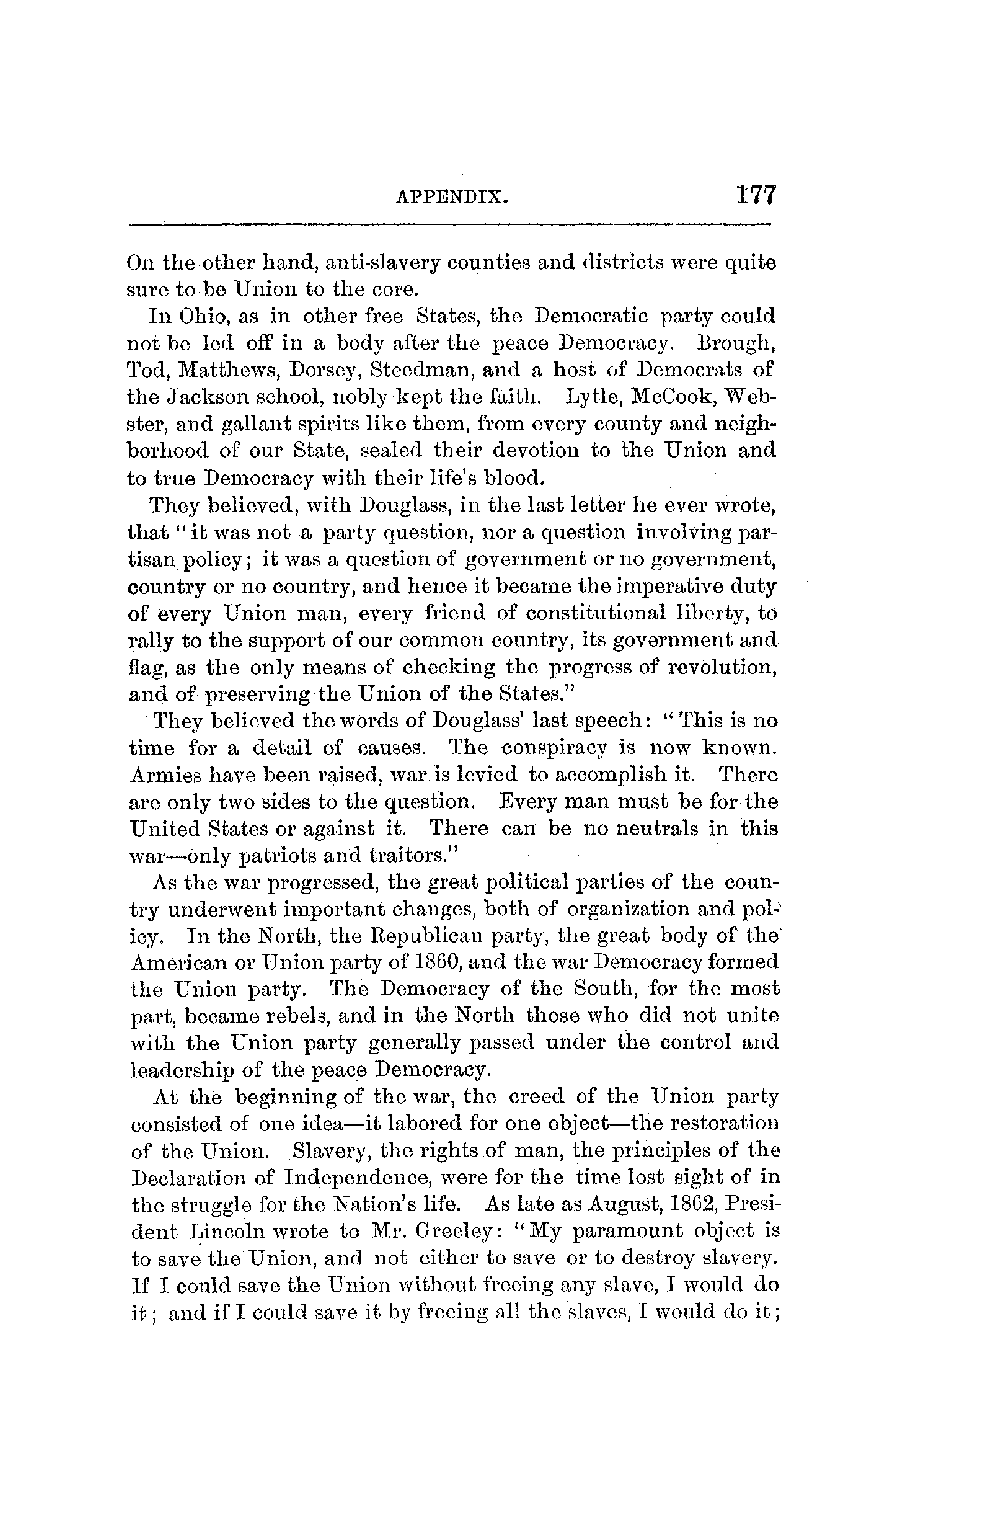 APPENDIX. 177
On the other hand, anti-slavery counties and districts were quite
sure to be Union to the core.
In Ohio, as in other free States, the Democratic party could
not be led off in a body after the peace Democracy. Brough,
Tod, Matthews, Dorsey, Steedman, and a host of Democrats of
the Jackson school, nobly kept the faith. Lytle, McCook, Web-
ster, and gallant spirits like them, from every county and neigh-
borhood of our State, sealed their devotion to the Union and
to true Democracy with their life's blood.
They believed, with Douglass, in the last letter he ever wrote,
that "it was not a party question, nor a question involving par-
tisan policy; it was a question of government or no government,
country or no country, and hence it became the imperative duty
of every Union man, every friend of constitutional liberty, to
rally to the support of our common country, its government and
flag, as the only means of checking the progress of revolution,
and of preserving the Union of the States."
They believed the words of Douglass' last speech: "This is no
time for a detail of causes. The conspiracy is now known.
Armies have been raised, war is levied to accomplish it. There
are only two sides to the question. Every man must be for the
United States or against it. There can be no neutrals in this
war—only patriots and traitors."
As the war progressed, the great political parties of the coun-
try underwent important changes, both of organization and pol-
icy. In the North, the Republican party, the great body of the
American or Union party of 1860, and the war Democracy formed
the Union party. The Democracy of the South, for the most
part, became rebels, and in the North those who did not unite
with the Union party generally passed under the control and
leadership of the peace Democracy.
At the beginning of the war, the creed of the Union party
consisted of one idea—it labored for one object—the restoration
of the Union. Slavery, the rights of man, the principles of the
Declaration of Independence, were for the time lost sight of in
the struggle for the Nation's life. As late as August, 1862, Presi-
dent Lincoln wrote to Mr. Greeley: "My paramount object is
to save the Union, and not either to save or to destroy slavery.
If I could save the Union without freeing any slave, I would do
it; and if I could save it by freeing all the slaves, I would do it;